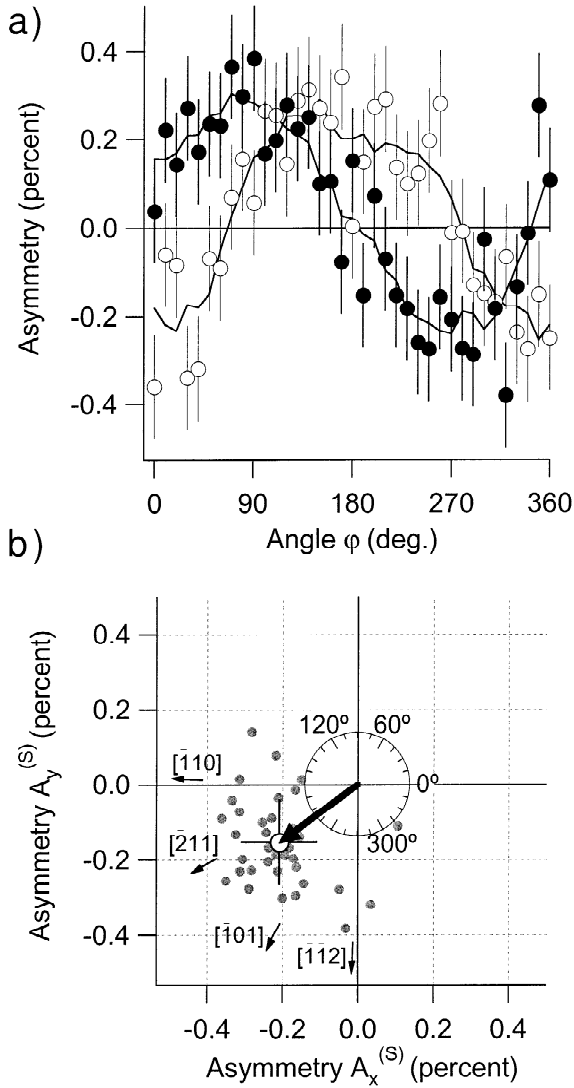 a)
0.4
0.2
0.0
-0.2
-0.4
Asymmetry (percent)
0 90 180 270 360
Angle φ (deg.)
b)
0.4
0.2
0.0
-0.2
-0.4
Asymmetry Ay(S) (percent)
120º 60º
0º
300º
[1̄10]
[2̄11]
[1̄01]
[1̄1̄2]
-0.4 -0.2 0.0 0.2 0.4
Asymmetry Ax(S) (percent)